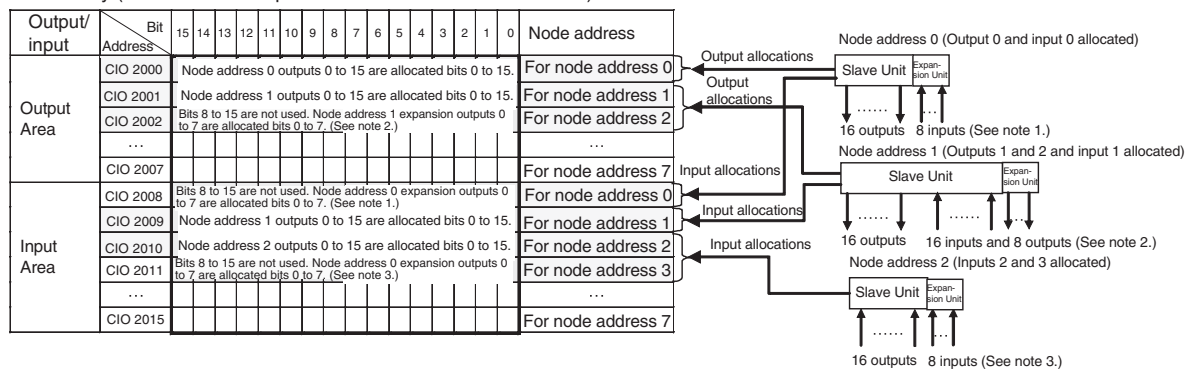 Output/ input
Bit
Address
15 14 13 12 11 10 9 8 7 6 5 4 3 2 1 0
Node address
Output Area
CIO 2000
Node address 0 outputs 0 to 15 are allocated bits 0 to 15.
For node address 0
CIO 2001
Node address 1 outputs 0 to 15 are allocated bits 0 to 15.
For node address 1
CIO 2002
Bits 8 to 15 are not used. Node address 1 expansion outputs 0
to 7 are allocated bits 0 to 7. (See note 2.)
For node address 2
...
...
CIO 2007
For node address 7
Input Area
CIO 2008
Bits 8 to 15 are not used. Node address 0 expansion outputs 0
to 7 are allocated bits 0 to 7. (See note 1.)
For node address 0
CIO 2009
Node address 1 outputs 0 to 15 are allocated bits 0 to 15.
For node address 1
CIO 2010
Node address 2 outputs 0 to 15 are allocated bits 0 to 15.
For node address 2
CIO 2011
Bits 8 to 15 are not used. Node address 0 expansion outputs 0
to 7 are allocated bits 0 to 7, (See note 3.)
For node address 3
...
...
CIO 2015
For node address 7
Output allocations
Output
allocations
Input allocations
Input allocations
Input allocations
Node address 0 (Output 0 and input 0 allocated)
Slave Unit
Expan-
sion Unit
......
...
16 outputs
8 inputs (See note 1.)
Node address 1 (Outputs 1 and 2 and input 1 allocated)
Slave Unit
Expan-
sion Unit
......
......
...
16 outputs
16 inputs and 8 outputs (See note 2.)
Node address 2 (Inputs 2 and 3 allocated)
Slave Unit
Expan-
sion Unit
......
...
16 outputs
8 inputs (See note 3.)